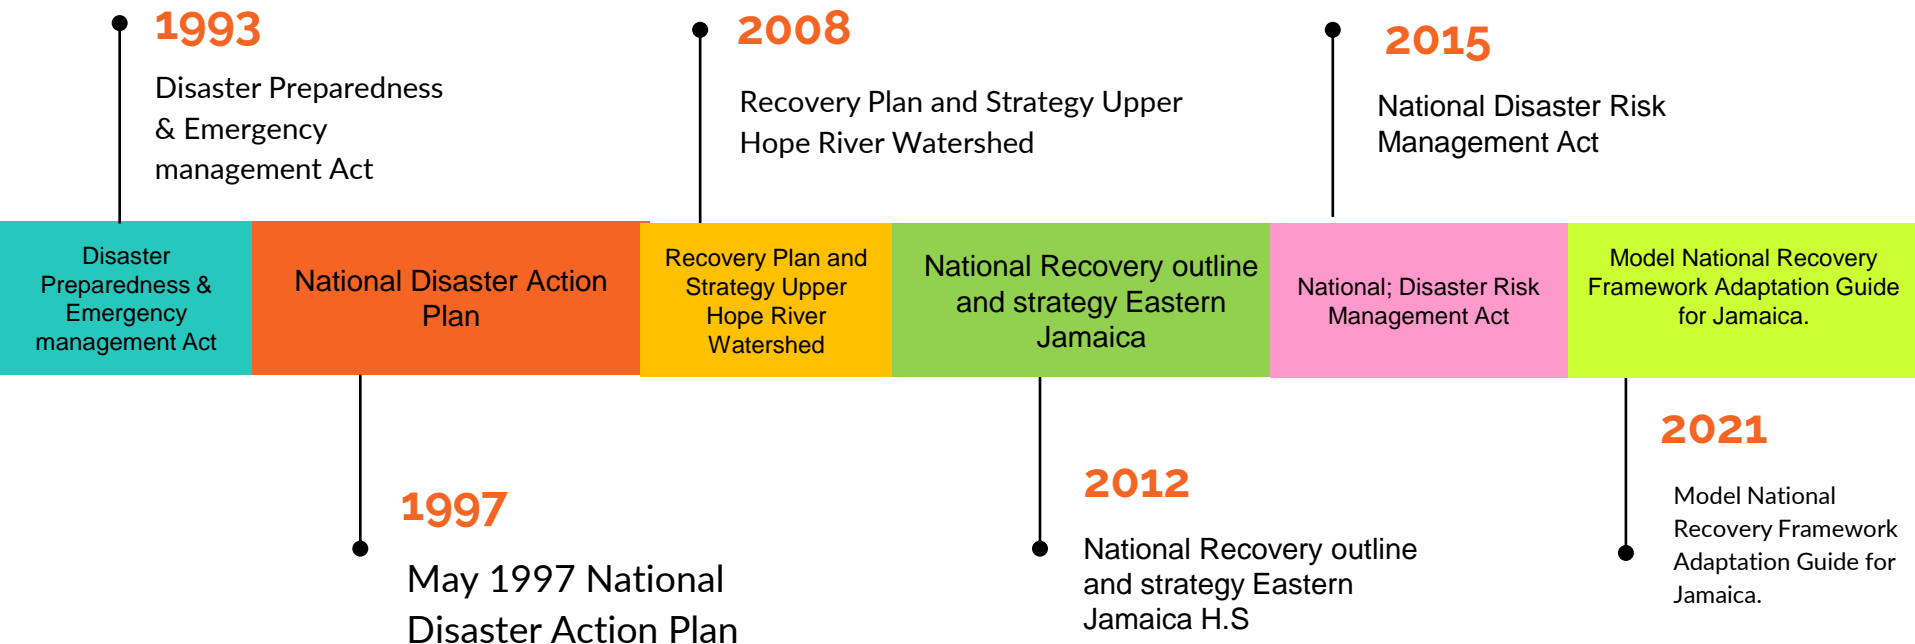 1993
Disaster Preparedness
& Emergency
management Act
2008
Recovery Plan and Strategy Upper
Hope River Watershed
2015
National Disaster Risk
Management Act
Disaster
Preparedness &
Emergency
management Act
National Disaster Action
Plan
Recovery Plan and
Strategy Upper
Hope River
Watershed
National Recovery outline
and strategy Eastern
Jamaica
National; Disaster Risk
Management Act
Model National Recovery
Framework Adaptation Guide
for Jamaica.
1997
May 1997 National
Disaster Action Plan
2012
National Recovery outline
and strategy Eastern
Jamaica H.S
2021
Model National
Recovery Framework
Adaptation Guide for
Jamaica.